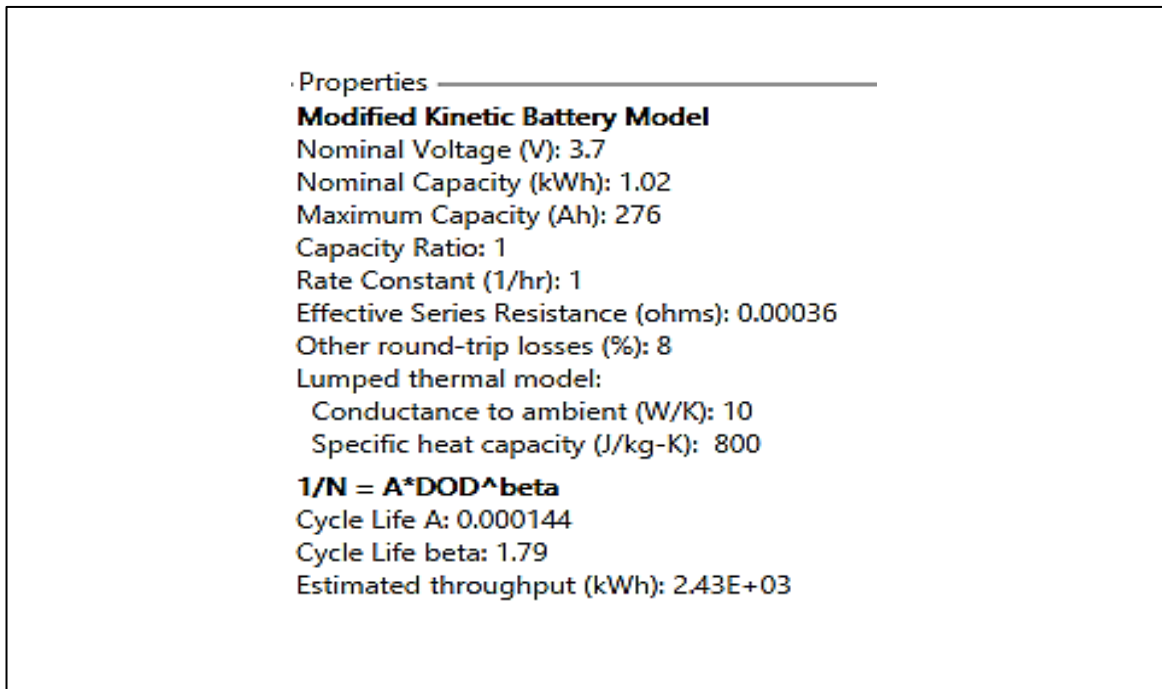 Properties
Modified Kinetic Battery Model
Nominal Voltage (V): 3.7
Nominal Capacity (kWh): 1.02
Maximum Capacity (Ah): 276
Capacity Ratio: 1
Rate Constant (1/hr): 1
Effective Series Resistance (ohms): 0.00036
Other round-trip losses (%): 8
Lumped thermal model:
Conductance to ambient (W/K): 10
Specific heat capacity (J/kg-K):  800
1/N = A*DOD^beta
Cycle Life A: 0.000144
Cycle Life beta: 1.79
Estimated throughput (kWh): 2.43E+03